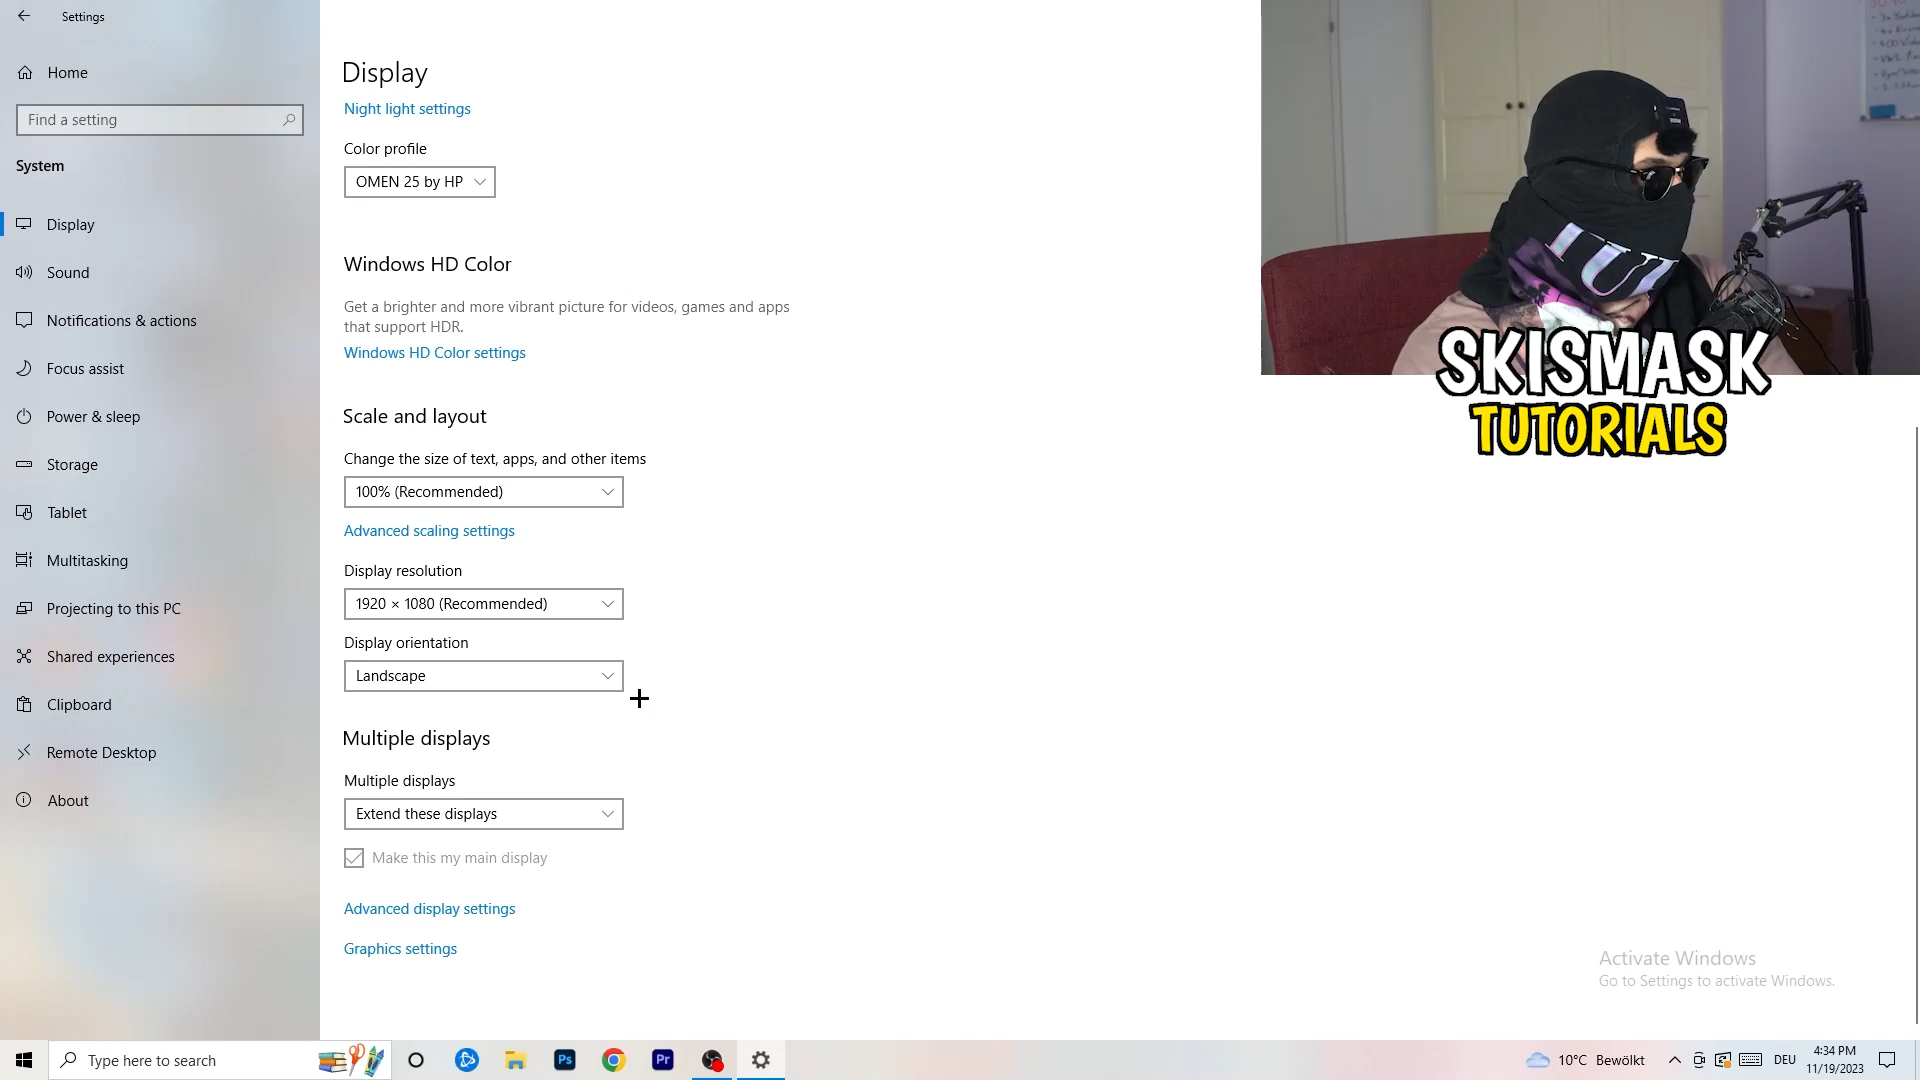 Settings
Home
Find a setting
System
Display
Sound
Notifications & actions
Focus assist
Power & sleep
Storage
Tablet
Multitasking
Projecting to this PC
Shared experiences
Clipboard
Remote Desktop
About
Display
Night light settings
Color profile
OMEN 25 by HP
Windows HD Color
Get a brighter and more vibrant picture for videos, games and apps
that support HDR.
Windows HD Color settings
Scale and layout
Change the size of text, apps, and other items
100% (Recommended)
Advanced scaling settings
Display resolution
1920 × 1080 (Recommended)
Display orientation
Landscape
Multiple displays
Multiple displays
Extend these displays
Make this my main display
Advanced display settings
Graphics settings
SKISMASK
TUTORIALS
Activate Windows
Go to Settings to activate Windows.
Type here to search
Ps
Pr
10°C Bewölkt
DEU
4:34 PM
11/19/2023